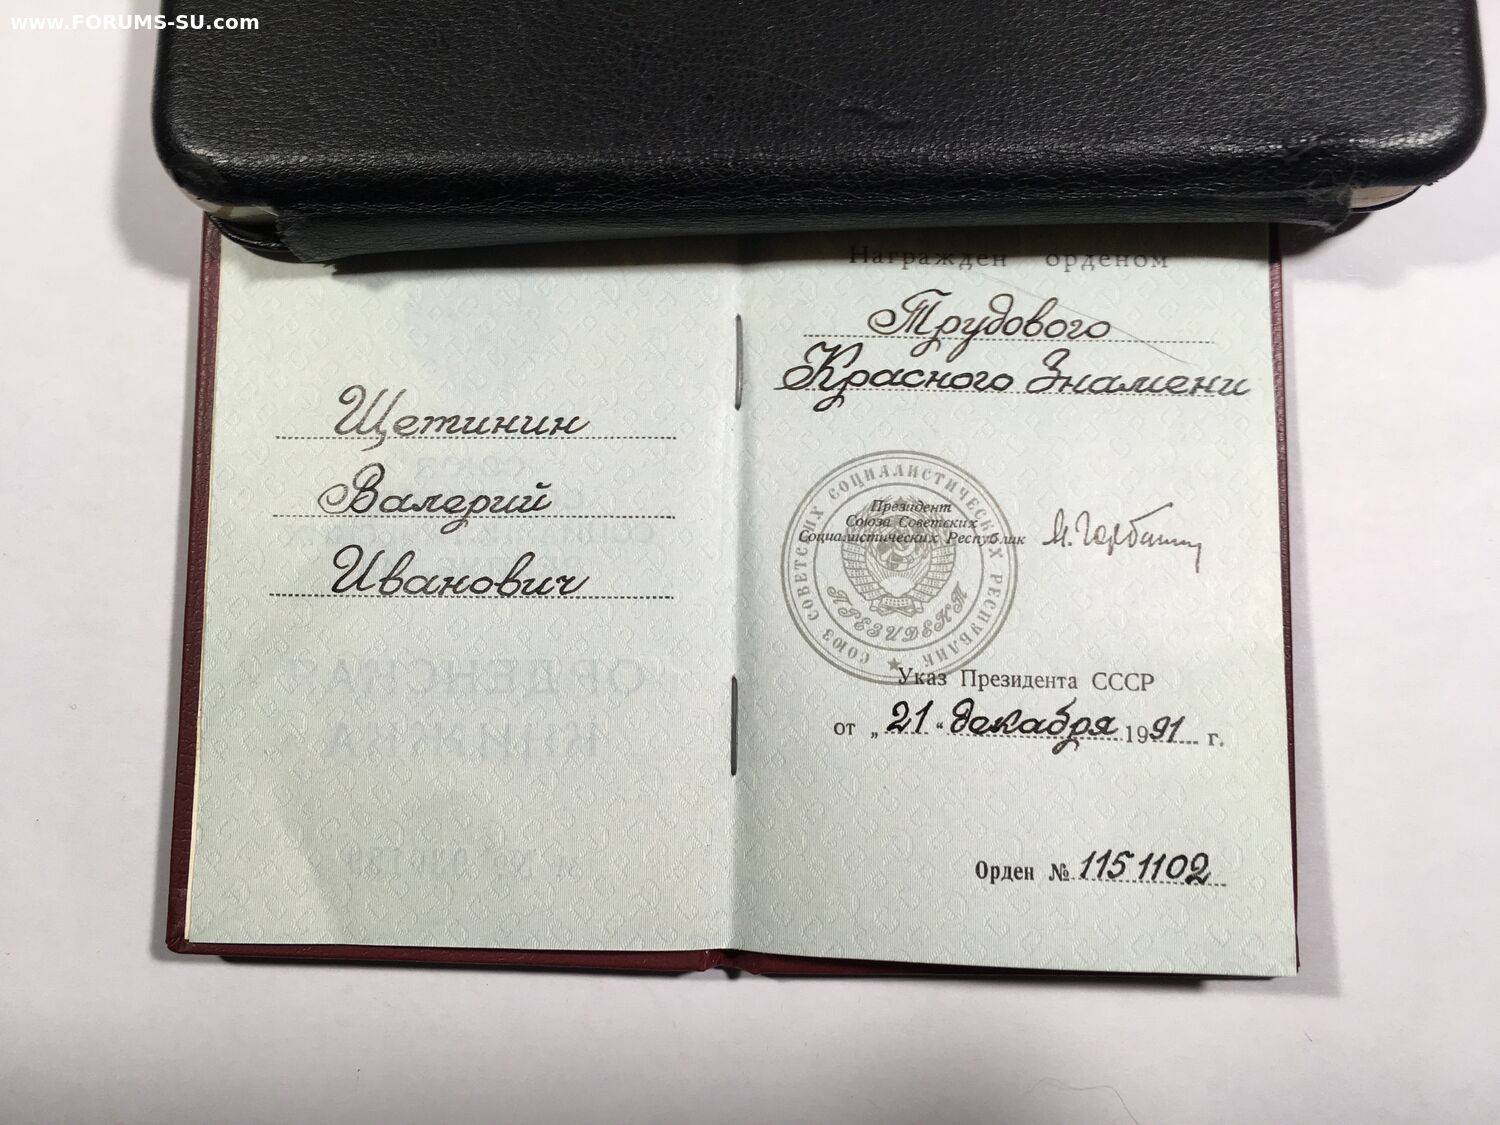 www.FORUMS-SU.com
Щетинин
Валерий
Иванович
Награжден орденом
Трудового
Красного Знамени
СОЮЗ СОВЕТСКИХ СОЦИАЛИСТИЧЕСКИХ РЕСПУБЛИК
ПРЕЗИДЕНТ
Президент
Союза Советских
Социалистических Республик
М. Горбачев
Указ Президента СССР
от „21“ декабря 1991 г.
Орден № 1151102